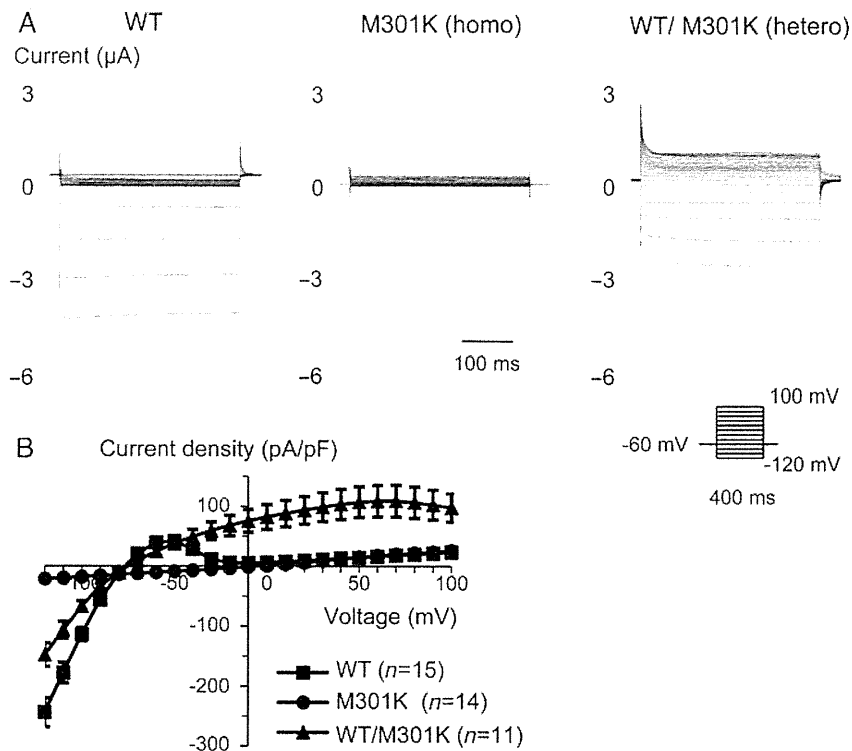 A
WT
M301K (homo)
WT/ M301K (hetero)
Current (µA)
3
0
−3
−6
3
0
−3
−6
100 ms
3
0
−3
−6
100 mV
-60 mV
-120 mV
400 ms
B
Current density (pA/pF)
100
-100
-200
-300
-100
-50
0
50
100
Voltage (mV)
WT (n=15)
M301K (n=14)
WT/M301K (n=11)